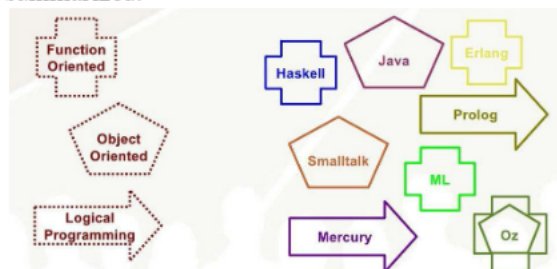 Function
Oriented
Object
Oriented
Logical
Programming
Haskell
Java
Erlang
Prolog
Smalltalk
ML
Mercury
Oz